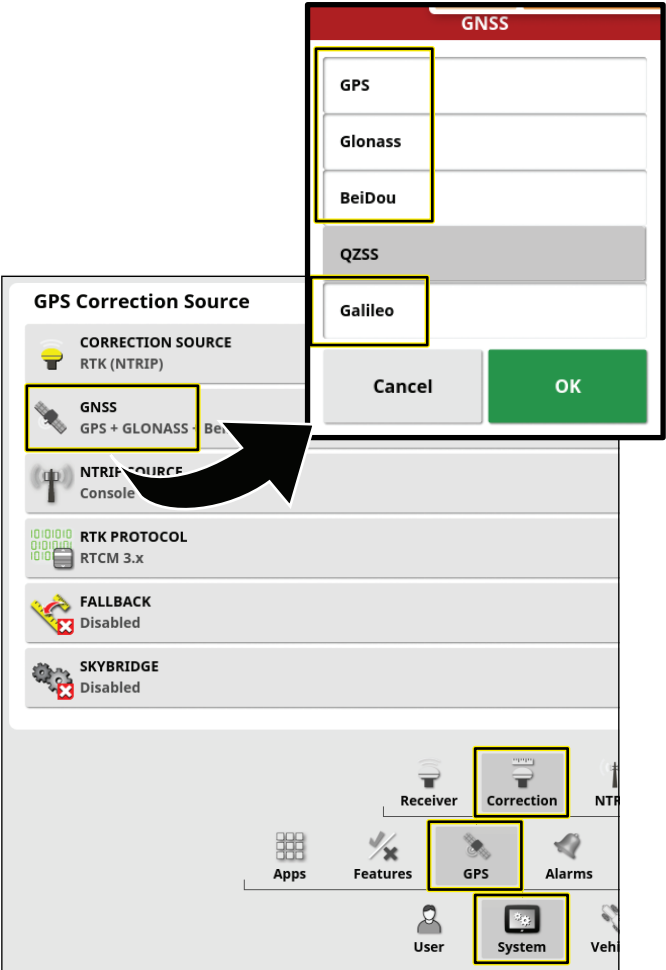 GNSS
GPS
Glonass
BeiDou
QZSS
Galileo
Cancel
OK
GPS Correction Source
CORRECTION SOURCE
RTK (NTRIP)
GNSS
GPS + GLONASS +
NTRIP SOURCE
Console
RTK PROTOCOL
RTCM 3.x
FALLBACK
Disabled
SKYBRIDGE
Disabled
Receiver
Correction
Apps
Features
GPS
Alarms
User
System